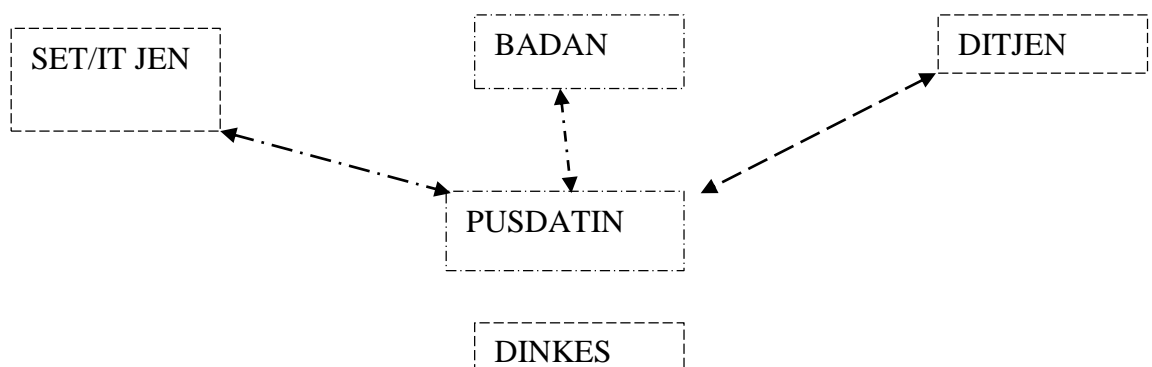 SET/IT JEN
BADAN
DITJEN
PUSDATIN
DINKES